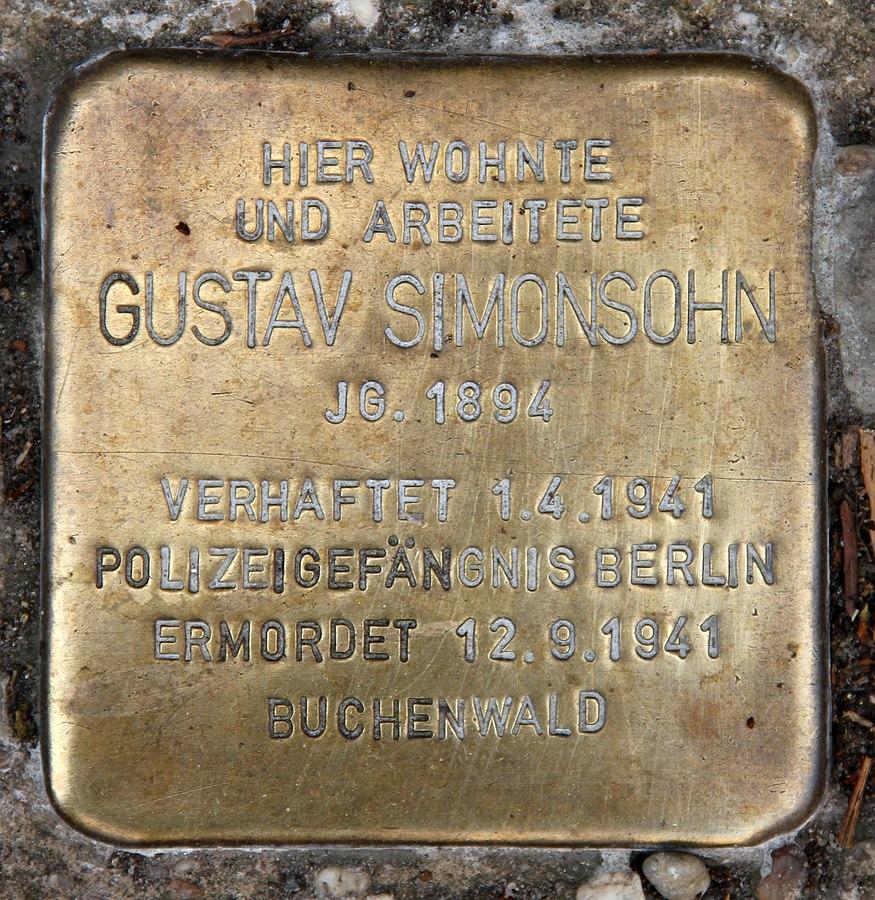 HIER WOHNTE
UND ARBEITETE
GUSTAV SIMONSOHN
JG. 1894
VERHAFTET 1.4.1941
POLIZEIGEFÄNGNIS BERLIN
ERMORDET 12.9.1941
BUCHENWALD